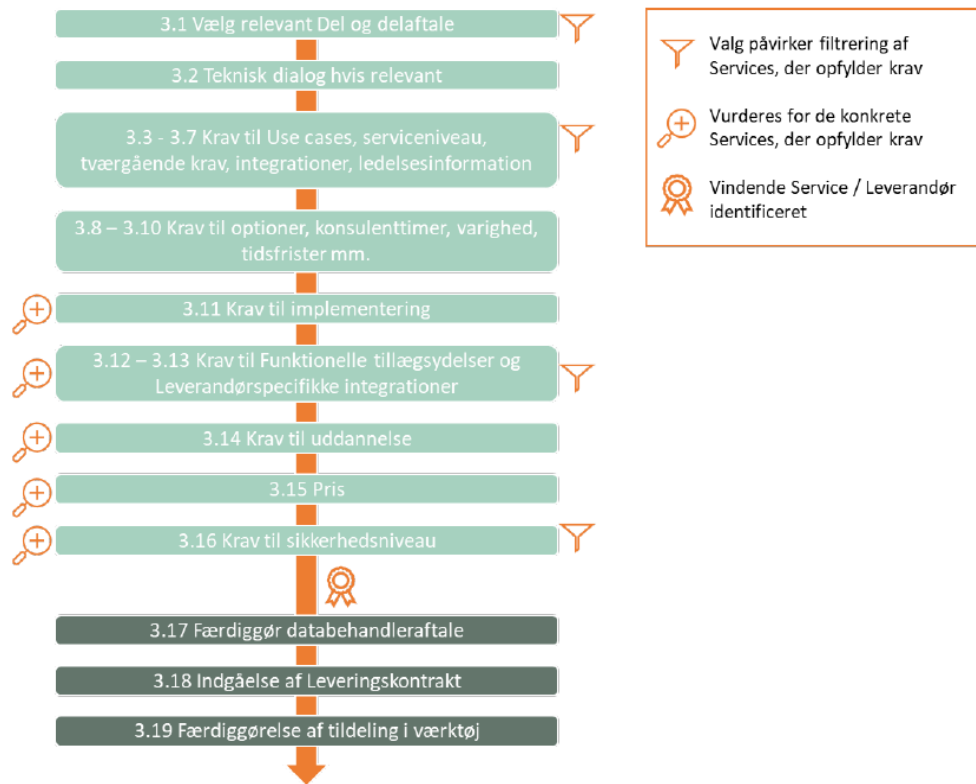 3.1 Vælg relevant Del og delaftale
3.2 Teknisk dialog hvis relevant
3.3 - 3.7 Krav til Use cases, serviceniveau,
tværgående krav, integrationer, ledelsesinformation
3.8 – 3.10 Krav til optioner, konsulenttimer, varighed,
tidsfrister mm.
3.11 Krav til implementering
3.12 – 3.13 Krav til Funktionelle tillægsydelser og
Leverandørspecifikke integrationer
3.14 Krav til uddannelse
3.15 Pris
3.16 Krav til sikkerhedsniveau
3.17 Færdiggør databehandleraftale
3.18 Indgåelse af Leveringskontrakt
3.19 Færdiggørelse af tildeling i værktøj
Valg påvirker filtrering af
Services, der opfylder krav
Vurderes for de konkrete
Services, der opfylder krav
Vindende Service / Leverandør
identificeret